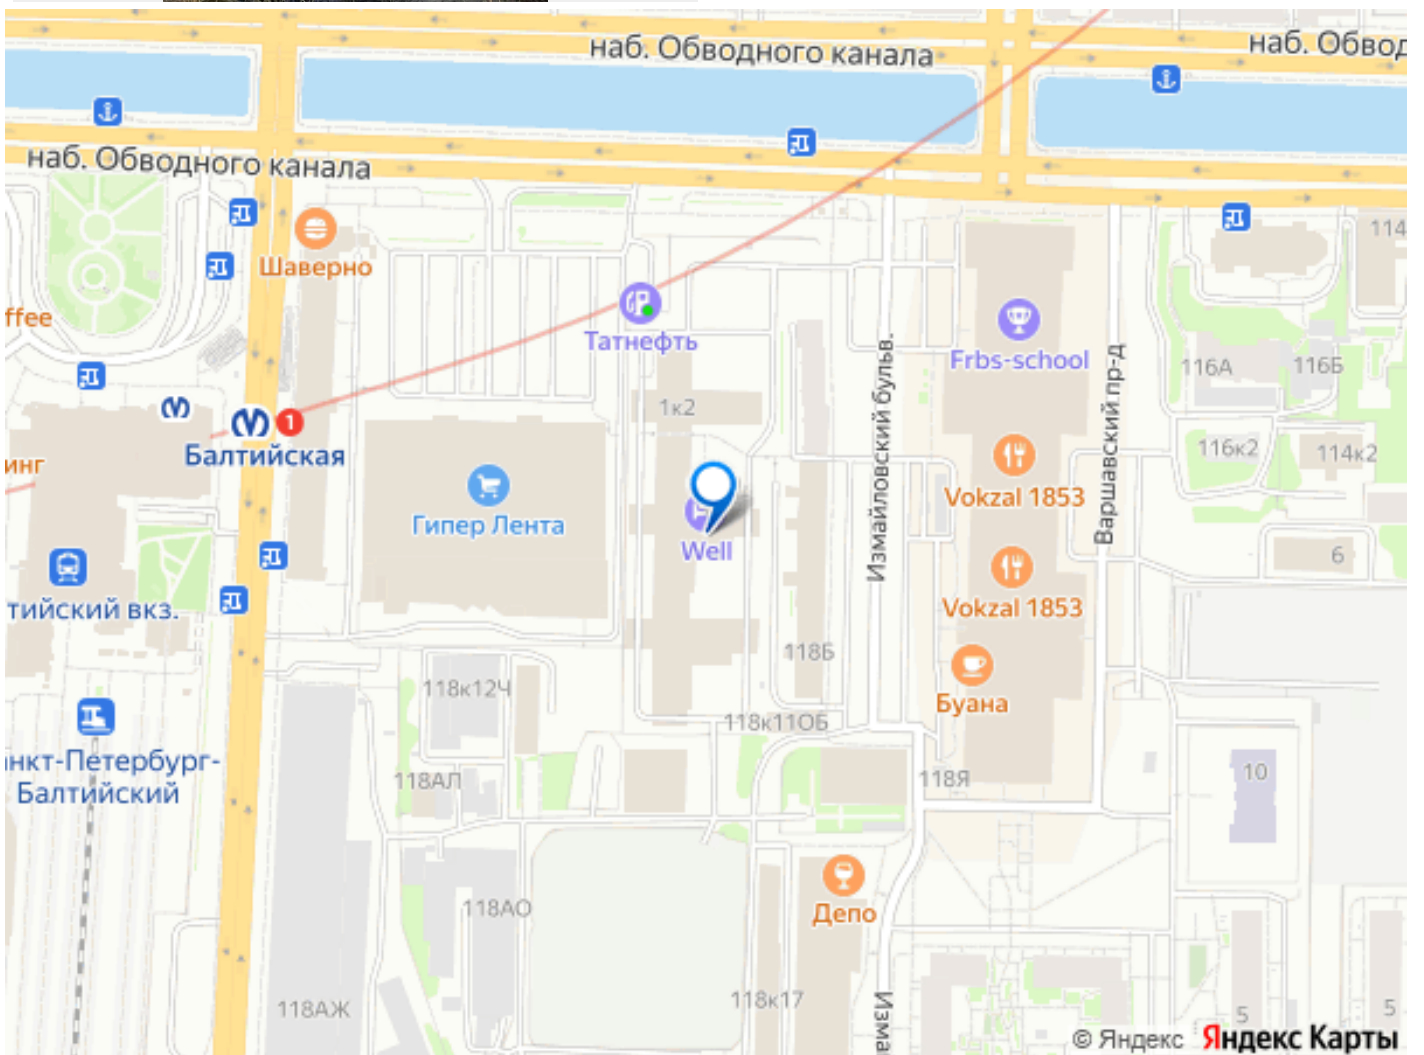 наб. Обводного канала
наб. Обвод
наб. Обводного канала
Шаверно
114
ffee
Татнефть
Frbs-school
116А
116Б
Измайловский бульв.
Варшавский пр-д
1к2
1
Балтийская
инг
Гипер Лента
Vokzal 1853
116к2
114к2
Well
6
тийский вкз.
Vokzal 1853
118Б
118к12Ч
Буана
118к11ОБ
нкт-Петербург-
Балтийский
118АЛ
118Я
10
118АО
Депо
118АЖ
118к17
Изма
5
5
© Яндекс Яндекс Карты